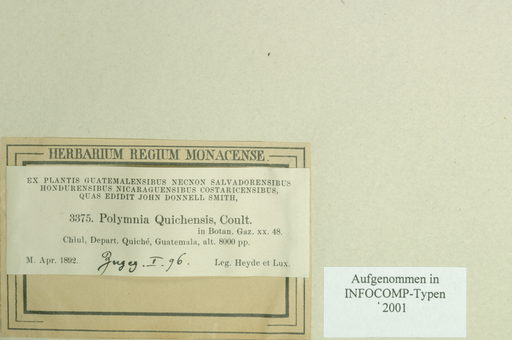 HERBARIUM REGIUM MONACENSE.
EX PLANTIS GUATEMALENSIBUS NECNON SALVADORENSIBUS
HONDURENSIBUS NICARAGUENSIBUS COSTARICENSIBUS,
QUAS EDIDIT JOHN DONNELL SMITH,
3375. Polymnia Quichensis, Coult.
in Botan. Gaz. xx. 48.
Chiul, Depart. Quiché, Guatemala, alt. 8000 pp.
M. Apr. 1892. Zugeg. I. 96. Leg. Heyde et Lux.
Aufgenommen in
INFOCOMP-Typen
2001